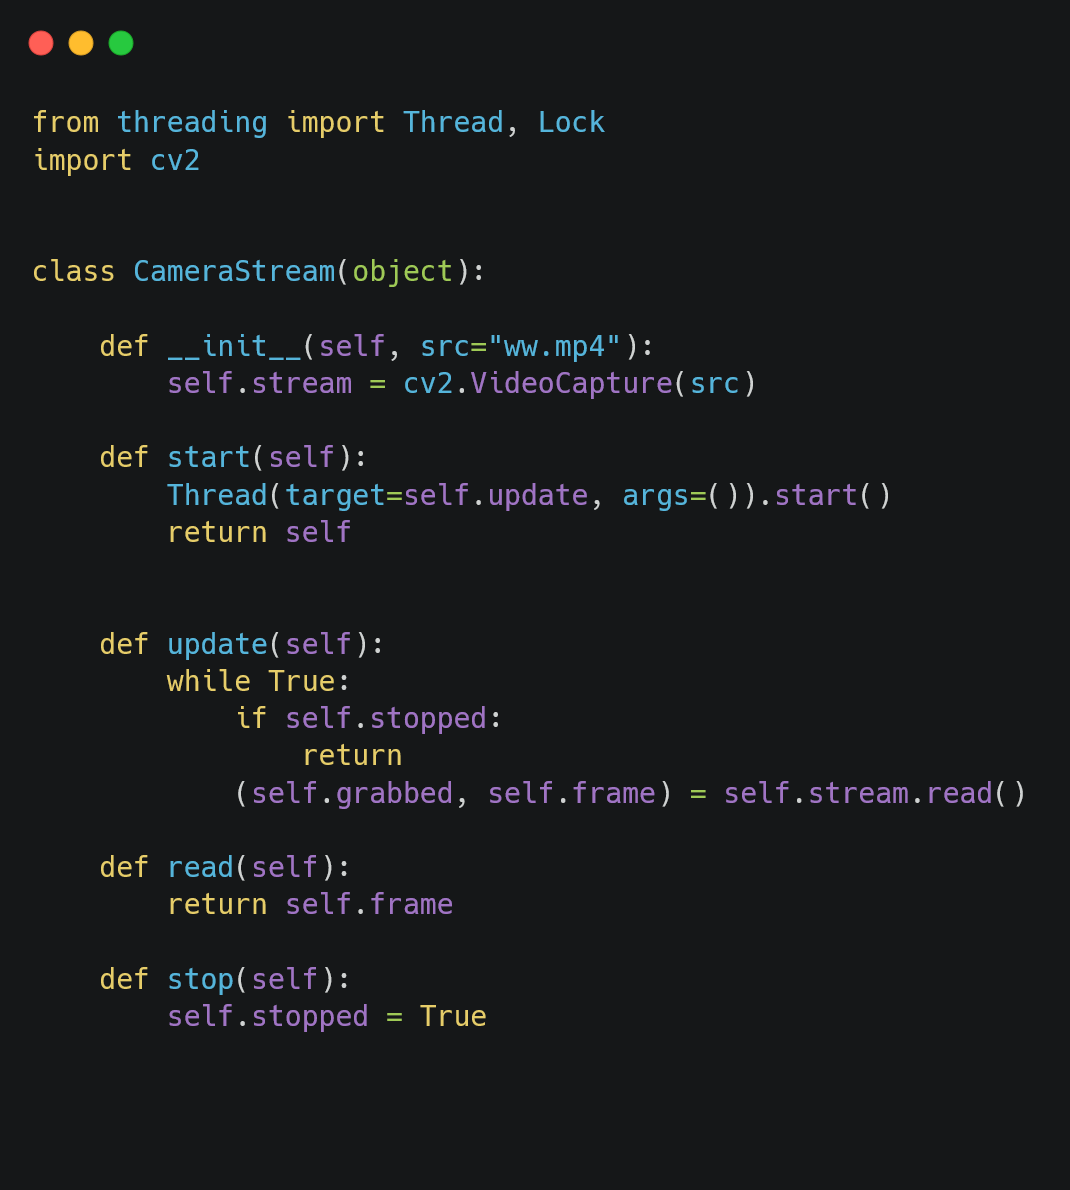 from threading import Thread, Lock
import cv2
class CameraStream(object):
    def __init__(self, src="ww.mp4"):
        self.stream = cv2.VideoCapture(src)
    def start(self):
        Thread(target=self.update, args=()).start()
        return self
    def update(self):
        while True:
            if self.stopped:
                return
            (self.grabbed, self.frame) = self.stream.read()
    def read(self):
        return self.frame
    def stop(self):
        self.stopped = True